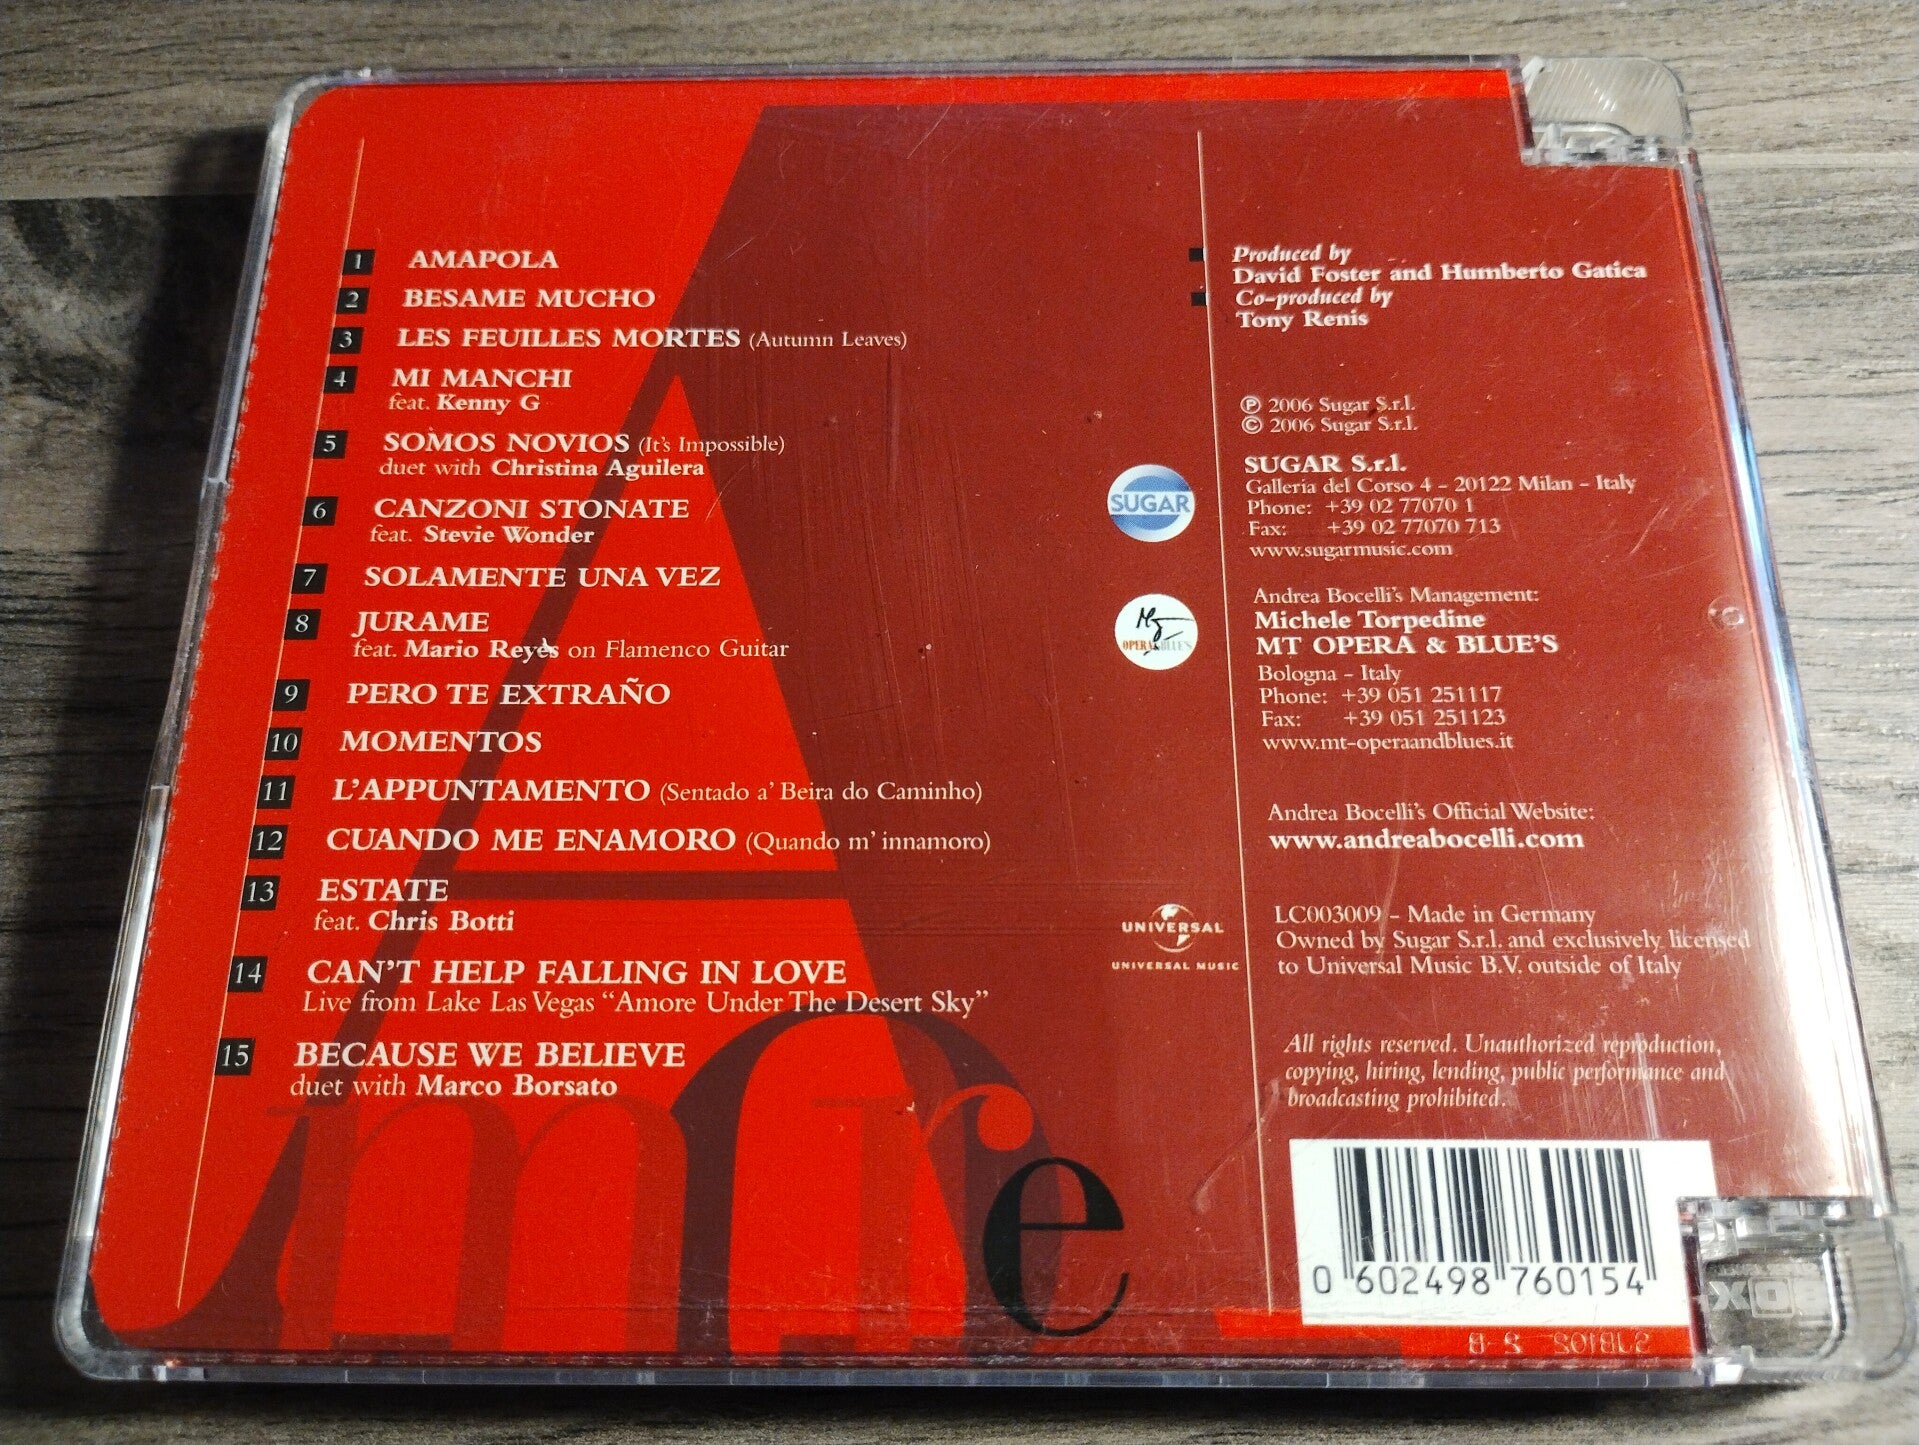 1 AMAPOLA
2 BESAME MUCHO
3 LES FEUILLES MORTES (Autumn Leaves)
4 MI MANCHI
feat. Kenny G
5 SOMOS NOVIOS (It's Impossible)
duet with Christina Aguilera
6 CANZONI STONATE
feat. Stevie Wonder
7 SOLAMENTE UNA VEZ
8 JURAME
feat. Mario Reyes on Flamenco Guitar
9 PERO TE EXTRAÑO
10 MOMENTOS
11 L'APPUNTAMENTO (Sentado a' Beira do Caminho)
12 CUANDO ME ENAMORO (Quando m' innamoro)
13 ESTATE
feat. Chris Botti
14 CAN'T HELP FALLING IN LOVE
Live from Lake Las Vegas "Amore Under The Desert Sky"
15 BECAUSE WE BELIEVE
duet with Marco Borsato
Amore
SUGAR
OPERA & BLUE'S
UNIVERSAL
UNIVERSAL MUSIC
Produced by
David Foster and Humberto Gatica
Co-produced by
Tony Renis
℗ 2006 Sugar S.r.l.
© 2006 Sugar S.r.l.
SUGAR S.r.l.
Galleria del Corso 4 - 20122 Milan - Italy
Phone: +39 02 77070 1
Fax: +39 02 77070 713
www.sugarmusic.com
Andrea Bocelli's Management:
Michele Torpedine
MT OPERA & BLUE'S
Bologna - Italy
Phone: +39 051 251117
Fax: +39 051 251123
www.mt-operaandblues.it
Andrea Bocelli's Official Website:
www.andreabocelli.com
LC003009 - Made in Germany
Owned by Sugar S.r.l. and exclusively licensed
to Universal Music B.V. outside of Italy
All rights reserved. Unauthorized reproduction,
copying, hiring, lending, public performance and
broadcasting prohibited.
0 602498 760154